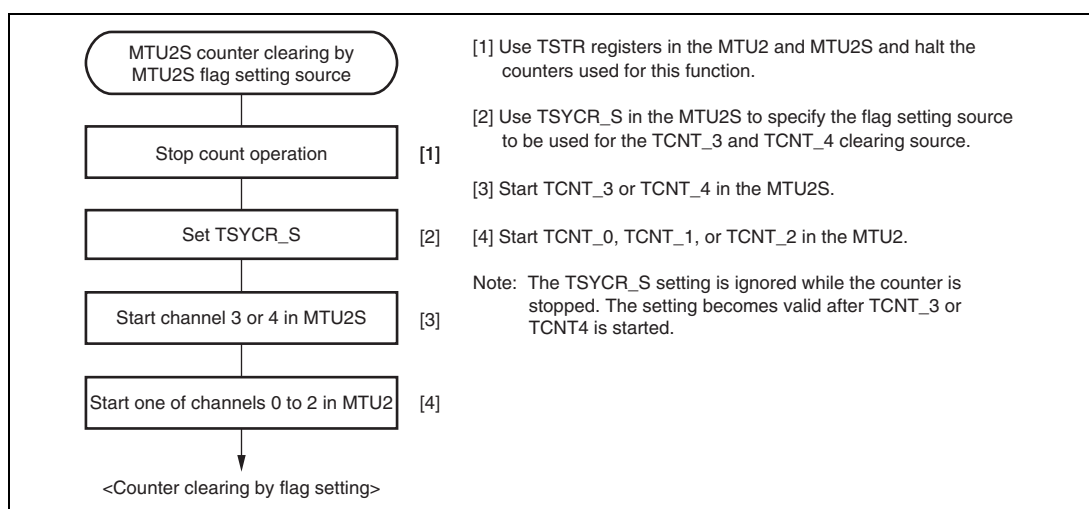 MTU2S counter clearing by
MTU2S flag setting source
Stop count operation
[1]
Set TSYCR_S
[2]
Start channel 3 or 4 in MTU2S
[3]
Start one of channels 0 to 2 in MTU2
[4]
<Counter clearing by flag setting>
[1] Use TSTR registers in the MTU2 and MTU2S and halt the
counters used for this function.
[2] Use TSYCR_S in the MTU2S to specify the flag setting source
to be used for the TCNT_3 and TCNT_4 clearing source.
[3] Start TCNT_3 or TCNT_4 in the MTU2S.
[4] Start TCNT_0, TCNT_1, or TCNT_2 in the MTU2.
Note: The TSYCR_S setting is ignored while the counter is
stopped. The setting becomes valid after TCNT_3 or
TCNT4 is started.